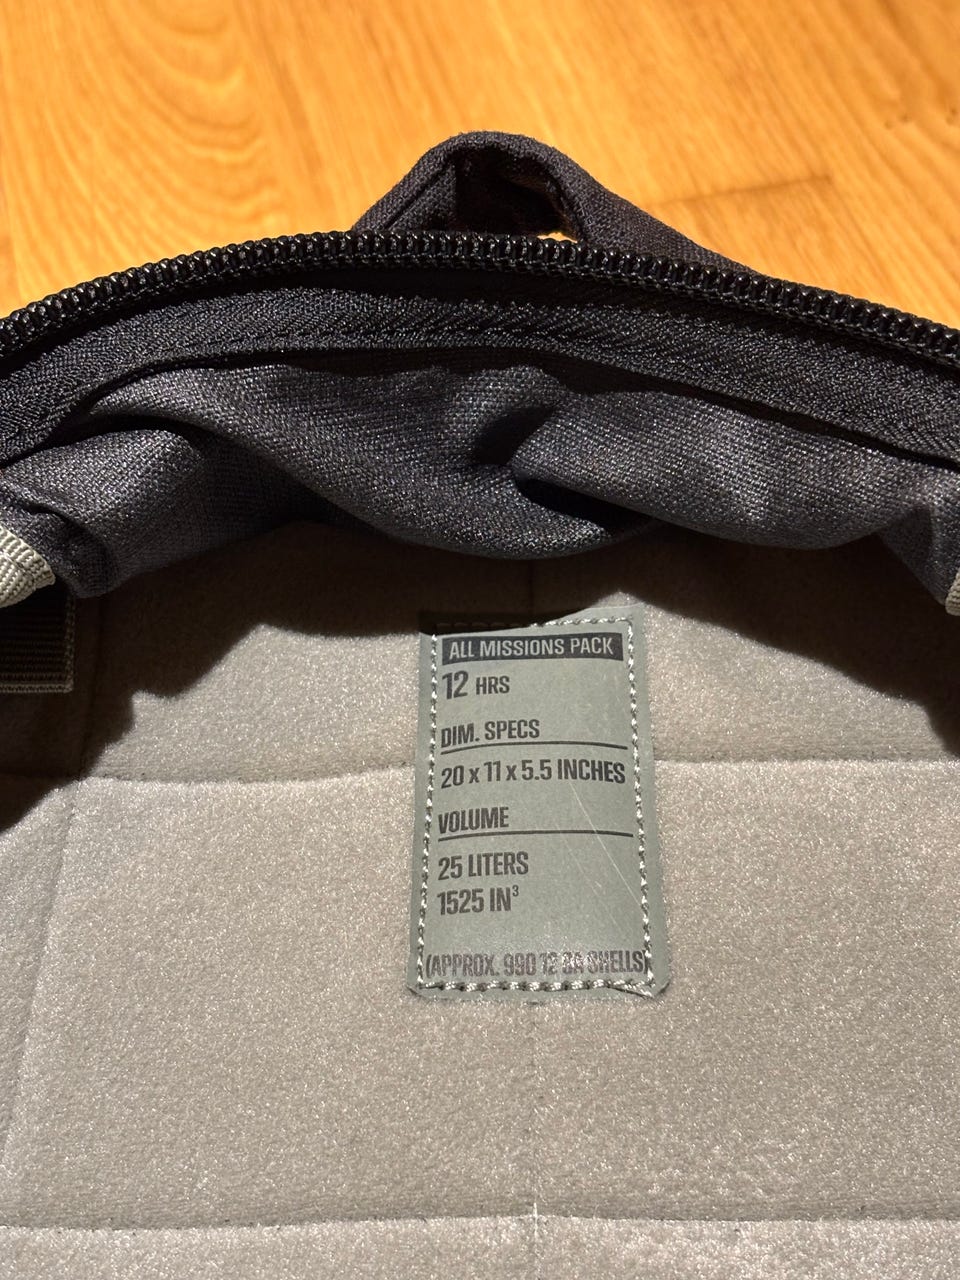 ALL MISSIONS PACK
12 HRS
DIM. SPECS
20 x 11 x 5.5 INCHES
VOLUME
25 LITERS
1525 IN³
(APPROX. 990 12 GA SHELLS)